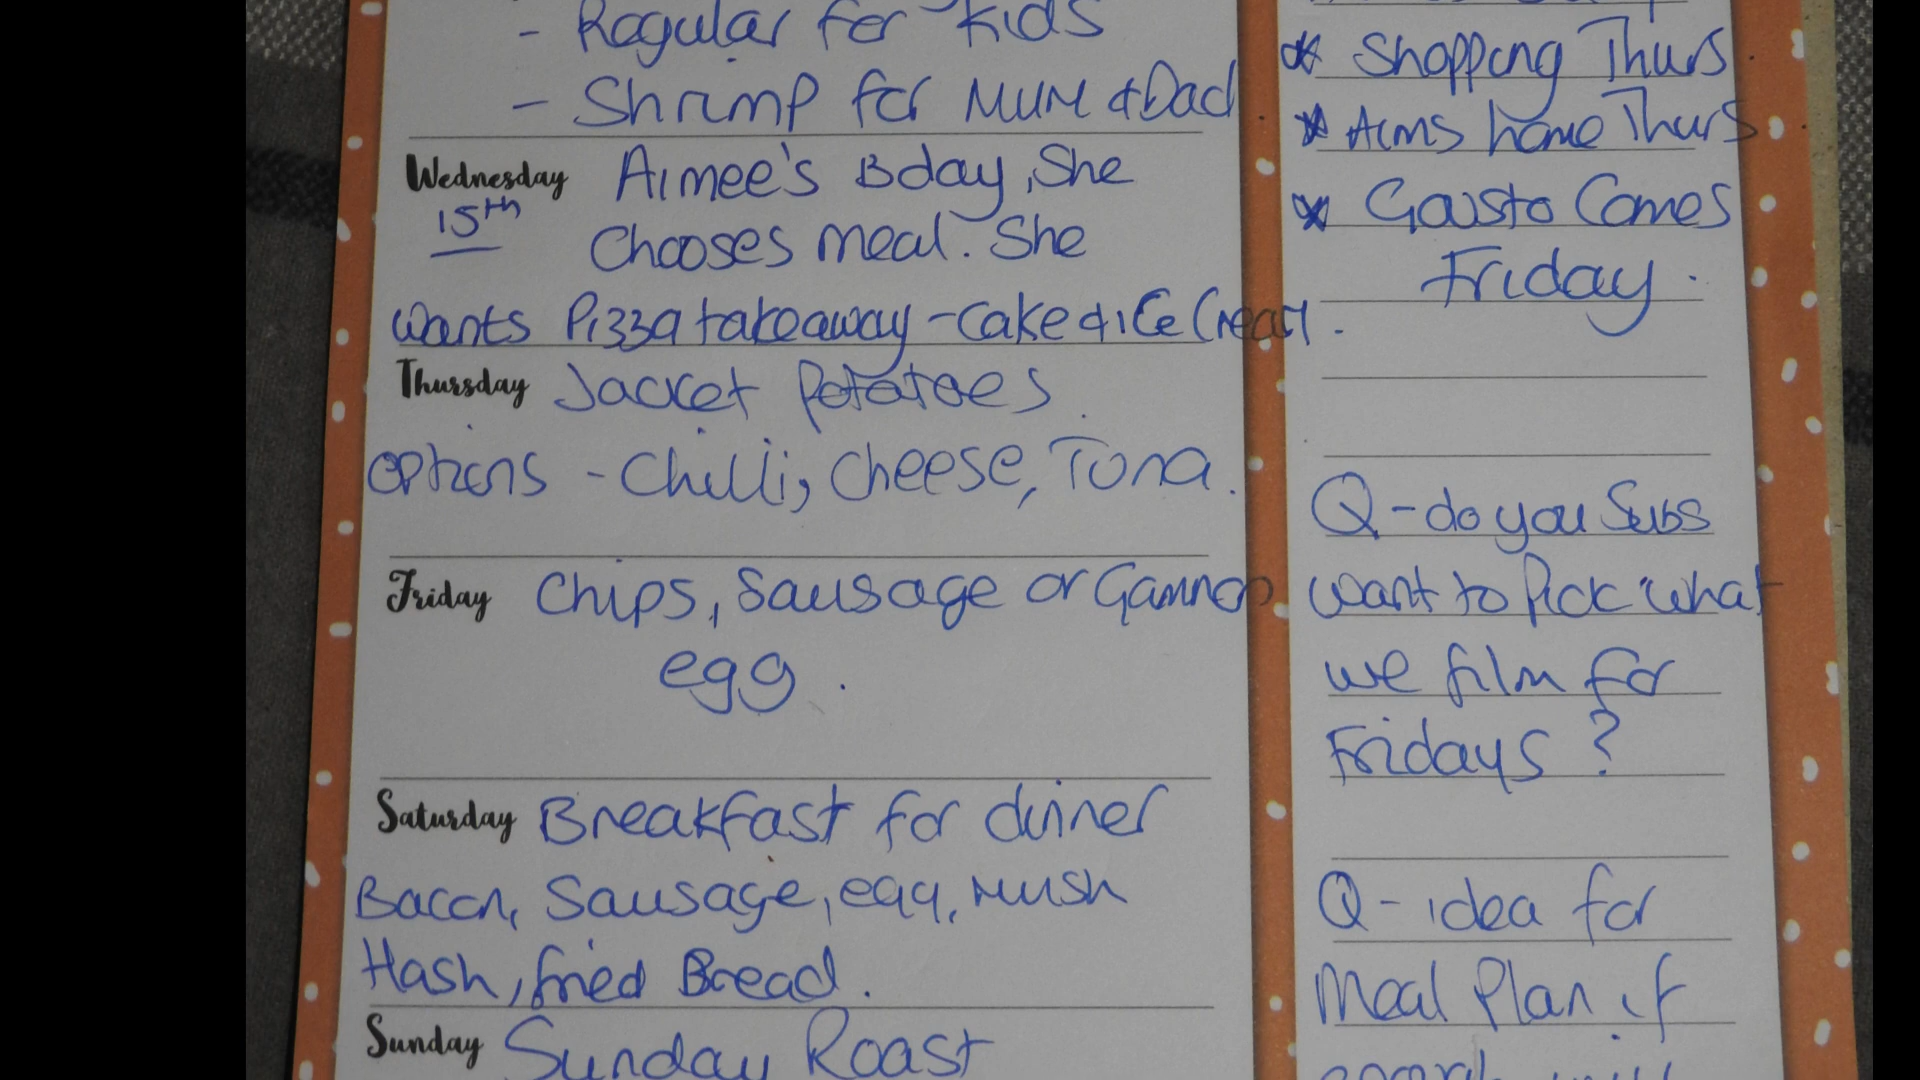 - Regular for Kids
- Shrimp for Mum & Dad.
Wednesday Aimee's Bday, She
15th Chooses meal. She
wants Pizza takeaway - cake & ice cream.
Thursday Jacket Potatoes.
options - Chilli, Cheese, Tuna.
Friday Chips, Sausage or Gammon
egg.
Saturday Breakfast for dinner
Bacon, Sausage, egg, Mush
Hash, fried Bread.
Sunday Sunday Roast
* Shopping Thurs.
* Aims home Thurs.
* Gousto Comes
Friday.
Q - do you Subs
want to Pick what
we film for
Fridays?
Q - idea for
Meal Plan if